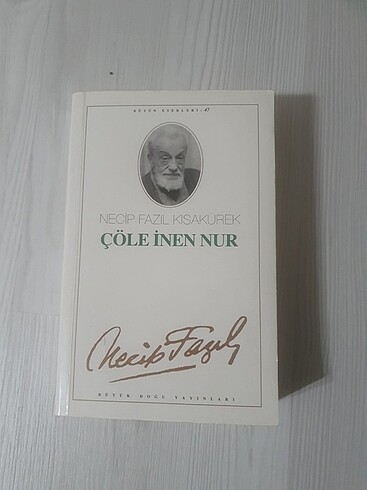 BÜTÜN ESERLERİ: 47
NECİP FAZIL KISAKÜREK
ÇÖLE İNEN NUR
Necip Fazıl
BÜYÜK DOĞU YAYINLARI